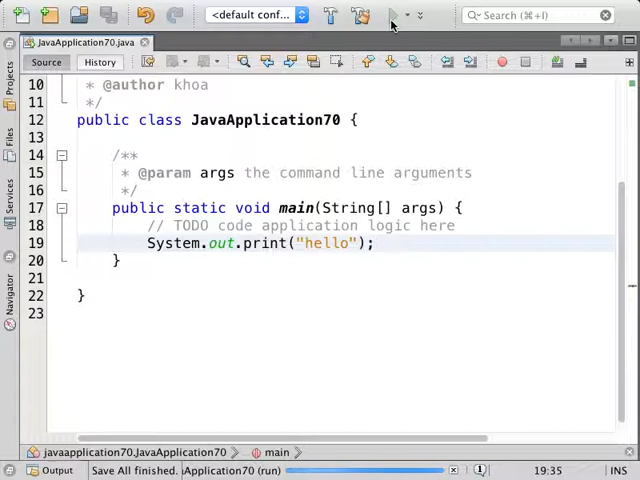 <default conf...
Search (⌘+I)
JavaApplication70.java
Source History
Projects
Files
Services
Navigator
10 * @author khoa
11 */
12 public class JavaApplication70 {
13
14 /**
15 * @param args the command line arguments
16 */
17 public static void main(String[] args) {
18 // TODO code application logic here
19 System.out.print("hello");
20 }
21
22 }
23
javaapplication70.JavaApplication70 main
Output Save All finished. Application70 (run) 1 19:35 INS